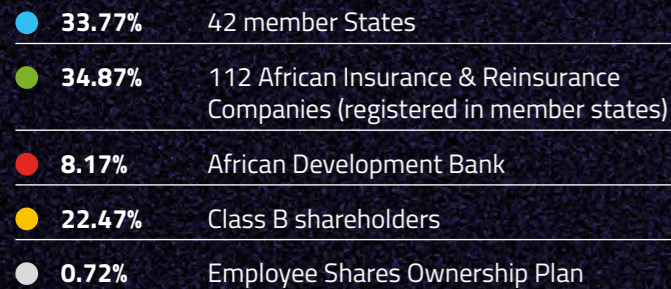 33.77% 42 member States
34.87% 112 African Insurance & Reinsurance
Companies (registered in member states)
8.17% African Development Bank
22.47% Class B shareholders
0.72% Employee Shares Ownership Plan